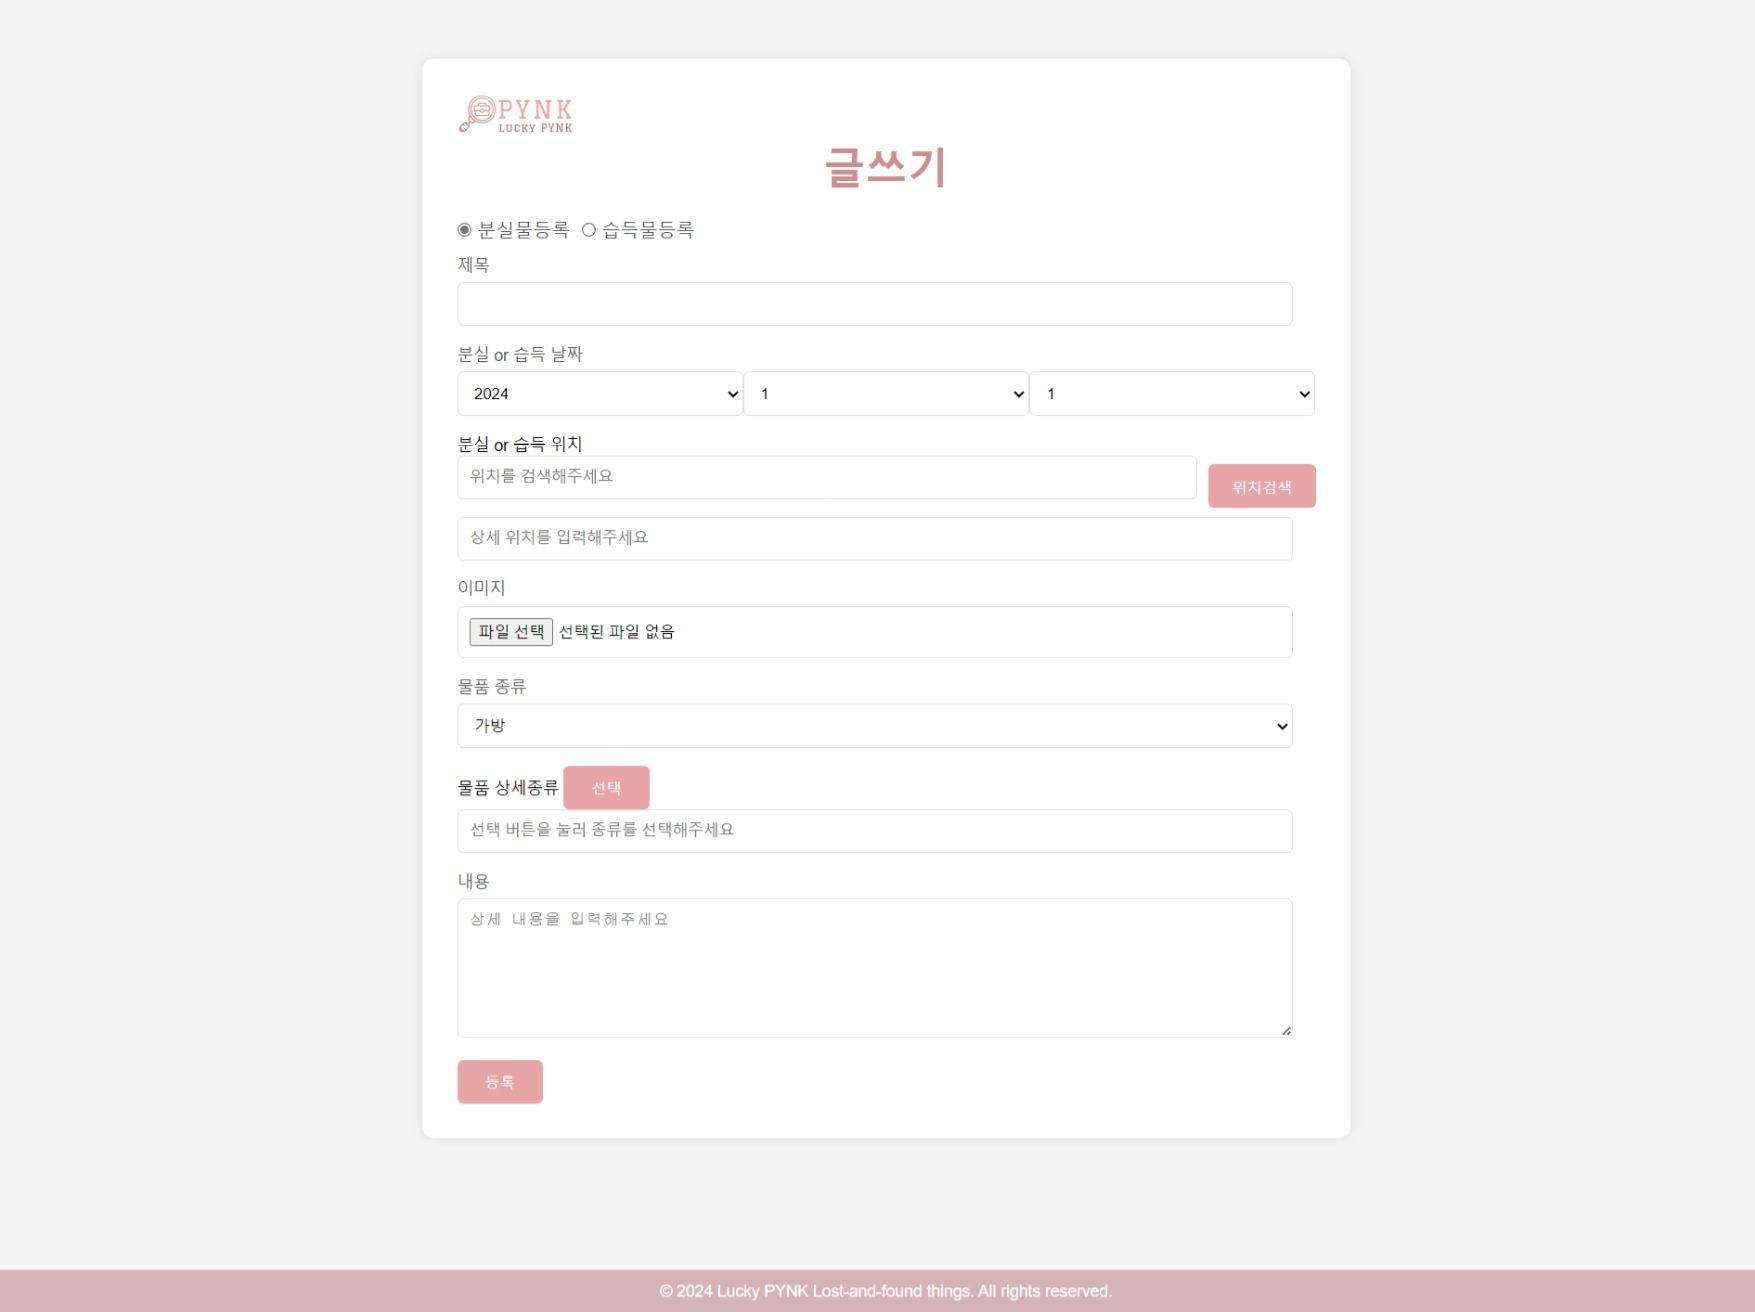 PYNK
LUCKY PYNK
글쓰기
분실물등록 습득물등록
제목
분실 or 습득 날짜
2024 1 1
분실 or 습득 위치
위치를 검색해주세요 위치검색
상세 위치를 입력해주세요
이미지
파일 선택 선택된 파일 없음
물품 종류
가방
물품 상세종류 선택
선택 버튼을 눌러 종류를 선택해주세요
내용
상세 내용을 입력해주세요
등록
© 2024 Lucky PYNK Lost-and-found things. All rights reserved.